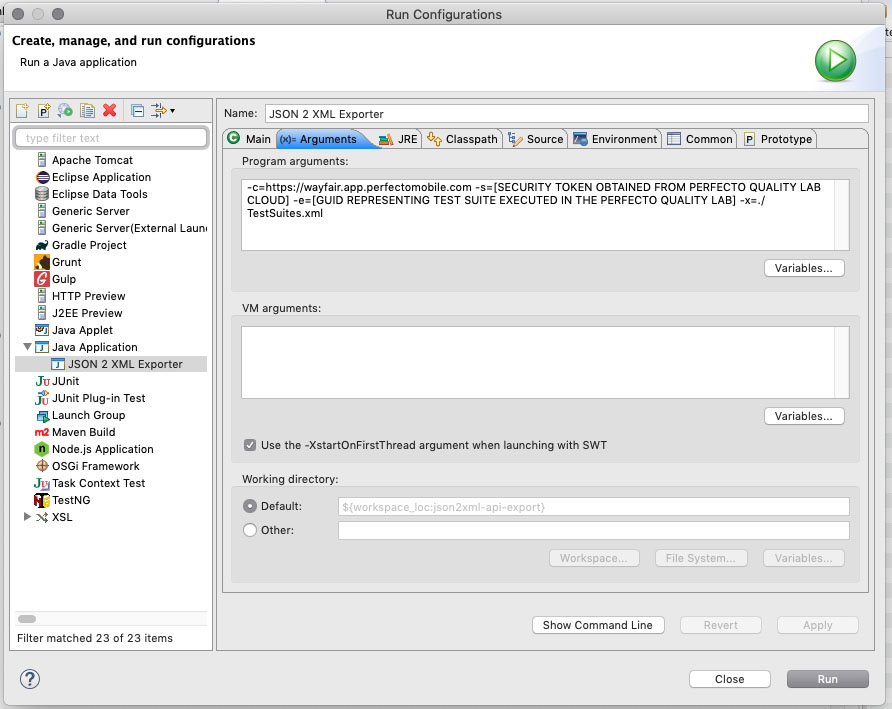 Run Configurations
Create, manage, and run configurations
Run a Java application
type filter text
Apache Tomcat
Eclipse Application
Eclipse Data Tools
Generic Server
Generic Server(External Laun
Gradle Project
Grunt
Gulp
HTTP Preview
J2EE Preview
Java Applet
Java Application
JSON 2 XML Exporter
JUnit
JUnit Plug-in Test
Launch Group
Maven Build
Node.js Application
OSGi Framework
Task Context Test
TestNG
XSL
Filter matched 23 of 23 items
Name: JSON 2 XML Exporter
Main (x)= Arguments JRE Classpath Source Environment Common P Prototype
Program arguments:
-c=https://wayfair.app.perfectomobile.com -s=[SECURITY TOKEN OBTAINED FROM PERFECTO QUALITY LAB
CLOUD] -e=[GUID REPRESENTING TEST SUITE EXECUTED IN THE PERFECTO QUALITY LAB] -x=./
TestSuites.xml
Variables...
VM arguments:
Variables...
Use the -XstartOnFirstThread argument when launching with SWT
Working directory:
Default: ${workspace_loc:json2xml-api-export}
Other:
Workspace... File System... Variables...
Show Command Line Revert Apply
? Close Run